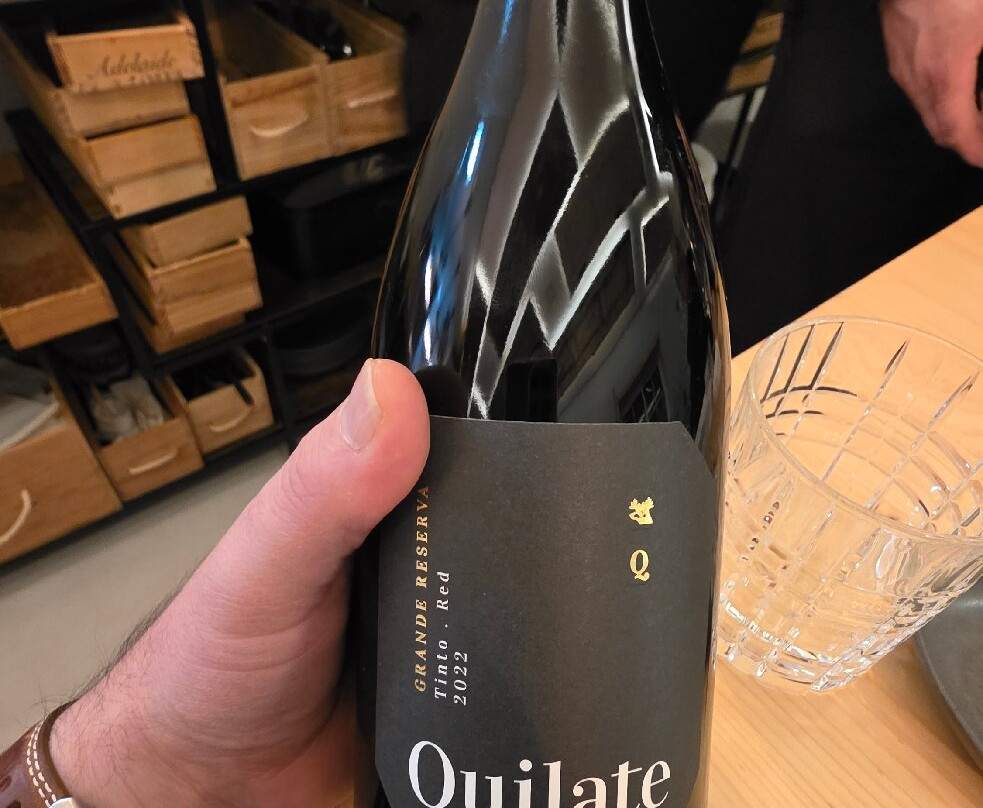 Adelaide
GRANDE RESERVA
Tinto . Red
2022
Q
Quilate